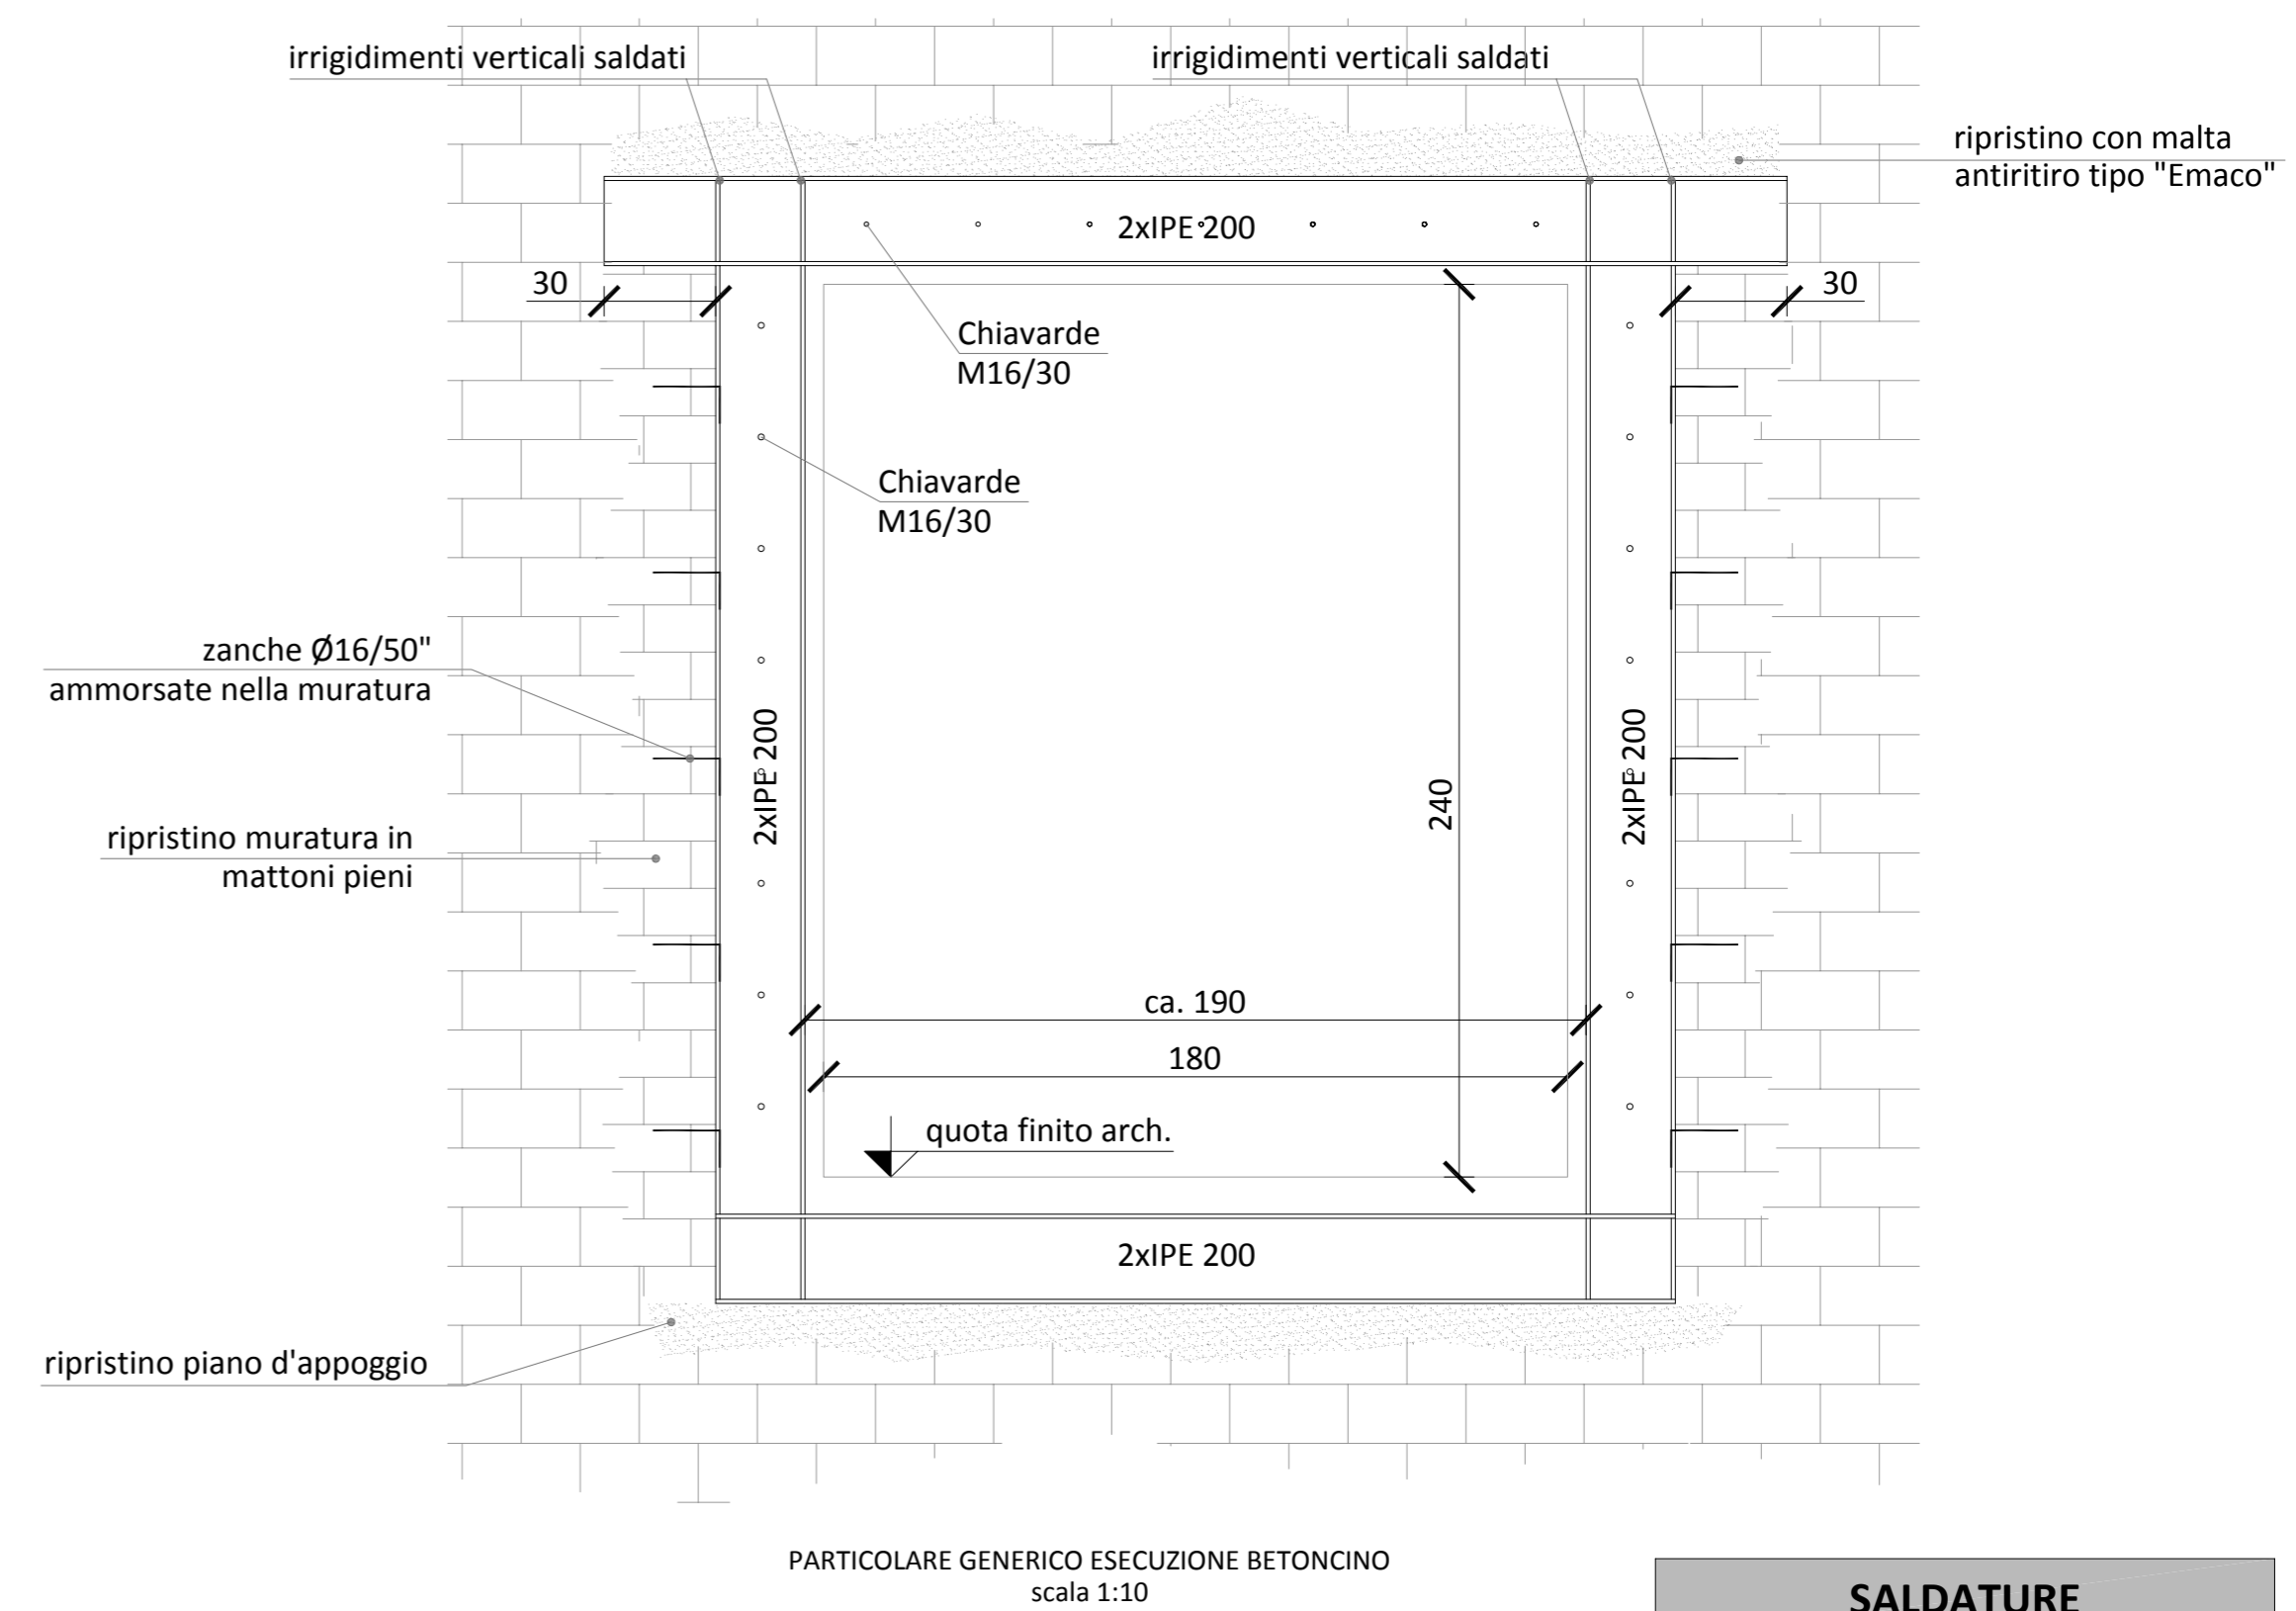 irrigidimenti verticali saldati
irrigidimenti verticali saldati
ripristino con malta
antiritiro tipo "Emaco"
2xIPE 200
30
30
Chiavarde
M16/30
Chiavarde
M16/30
zanche Ø16/50"
ammorsate nella muratura
2xIPE 200
2xIPE 200
240
ripristino muratura in
mattoni pieni
ca. 190
180
quota finito arch.
2xIPE 200
ripristino piano d'appoggio
PARTICOLARE GENERICO ESECUZIONE BETONCINO
scala 1:10
SALDATURE